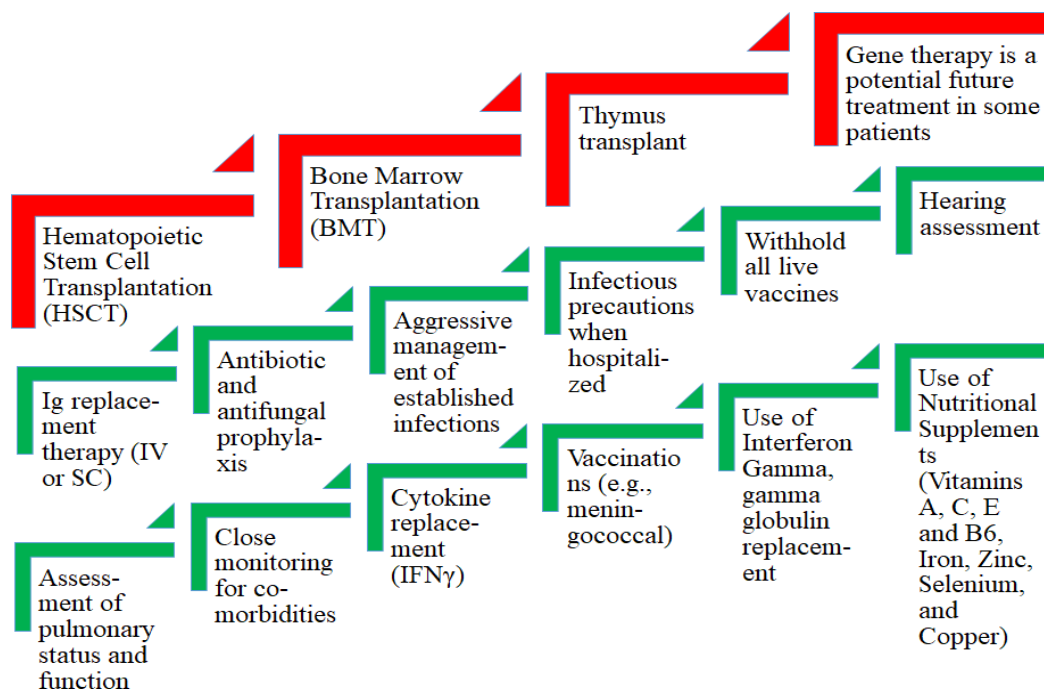 Hematopoietic
Stem Cell
Transplantation
(HSCT)
Bone Marrow
Transplantation
(BMT)
Thymus
transplant
Gene therapy is a
potential future
treatment in some
patients
Ig replace-
ment
therapy (IV
or SC)
Antibiotic
and
antifungal
prophyla-
xis
Aggressive
managem-
ent of
established
infections
Infectious
precautions
when
hospitali-
zed
Withhold
all live
vaccines
Hearing
assessment
Assess-
ment of
pulmonary
status and
function
Close
monitoring
for co-
morbidities
Cytokine
replace-
ment
(IFNγ)
Vaccinatio
ns (e.g.,
menin-
gococcal)
Use of
Interferon
Gamma,
gamma
globulin
replacem-
ent
Use of
Nutritional
Supplemen
ts
(Vitamins
A, C, E
and B6,
Iron, Zinc,
Selenium,
and
Copper)